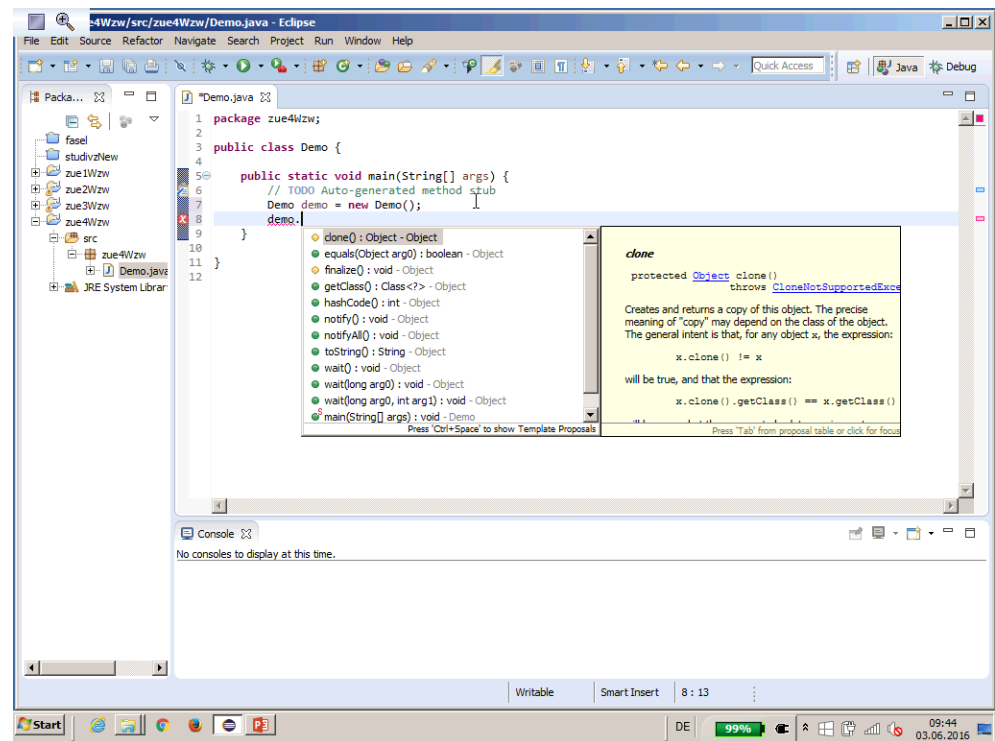 e4Wzw/src/zue4Wzw/Demo.java - Eclipse
File Edit Source Refactor Navigate Search Project Run Window Help
Quick Access
Java
Debug
Packa...
fasel
studivzNew
zue1Wzw
zue2Wzw
zue3Wzw
zue4Wzw
src
zue4Wzw
Demo.java
JRE System Librar
*Demo.java
1 package zue4Wzw;
2
3 public class Demo {
4
5 public static void main(String[] args) {
6 // TODO Auto-generated method stub
7 Demo demo = new Demo();
8 demo.
9 }
10
11 }
12
clone() : Object - Object
equals(Object arg0) : boolean - Object
finalize() : void - Object
getClass() : Class<?> - Object
hashCode() : int - Object
notify() : void - Object
notifyAll() : void - Object
toString() : String - Object
wait() : void - Object
wait(long arg0) : void - Object
wait(long arg0, int arg1) : void - Object
main(String[] args) : void - Demo
Press 'Ctrl+Space' to show Template Proposals
clone
protected Object clone()
throws CloneNotSupportedExce
Creates and returns a copy of this object. The precise
meaning of "copy" may depend on the class of the object.
The general intent is that, for any object x, the expression:
x.clone() != x
will be true, and that the expression:
x.clone().getClass() == x.getClass()
Press 'Tab' from proposal table or click for focus
Console
No consoles to display at this time.
Writable
Smart Insert
8 : 13
Start
DE
99%
09:44
03.06.2016